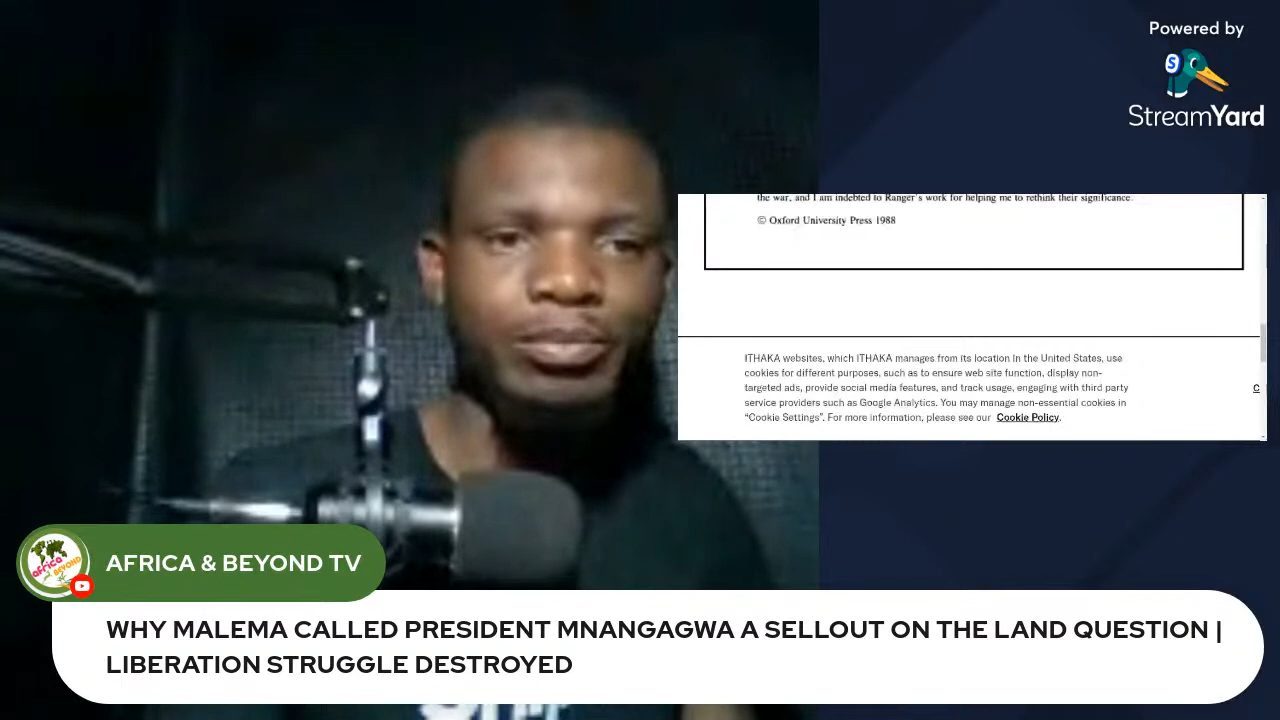 Powered by
StreamYard
the war, and I am indebted to Ranger's work for helping me to rethink their significance.
© Oxford University Press 1988
ITHAKA websites, which ITHAKA manages from its location in the United States, use
cookies for different purposes, such as to ensure web site function, display non-
targeted ads, provide social media features, and track usage, engaging with third party
service providers such as Google Analytics. You may manage non-essential cookies in
“Cookie Settings”. For more information, please see our Cookie Policy.
C
AFRICA & BEYOND TV
africa
BEYOND
WHY MALEMA CALLED PRESIDENT MNANGAGWA A SELLOUT ON THE LAND QUESTION |
LIBERATION STRUGGLE DESTROYED